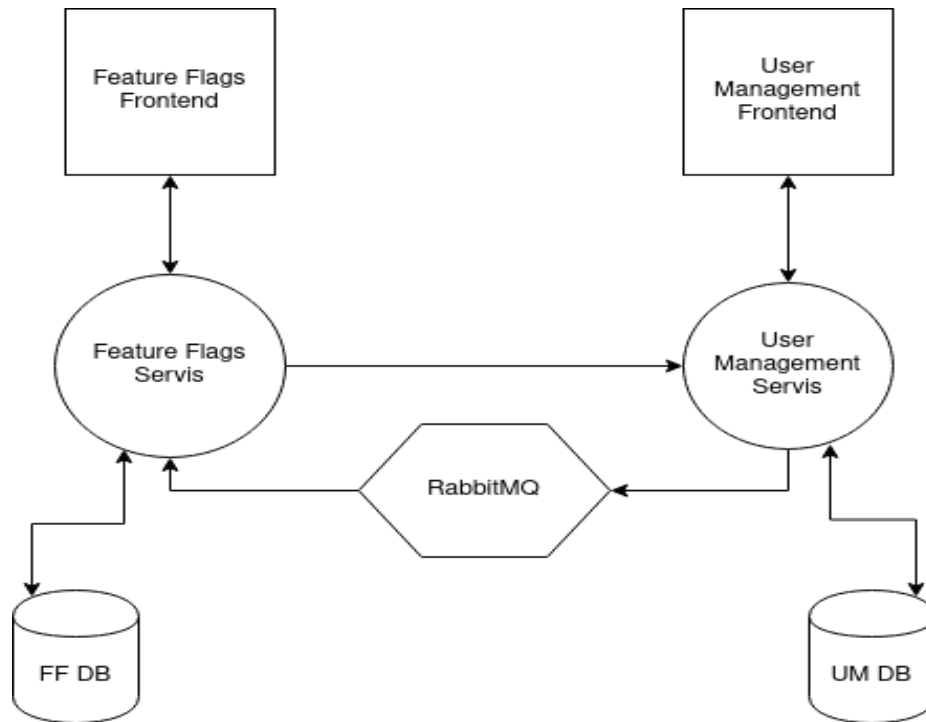 Feature Flags
Frontend
User
Management
Frontend
Feature Flags
Servis
User
Management
Servis
RabbitMQ
FF DB
UM DB